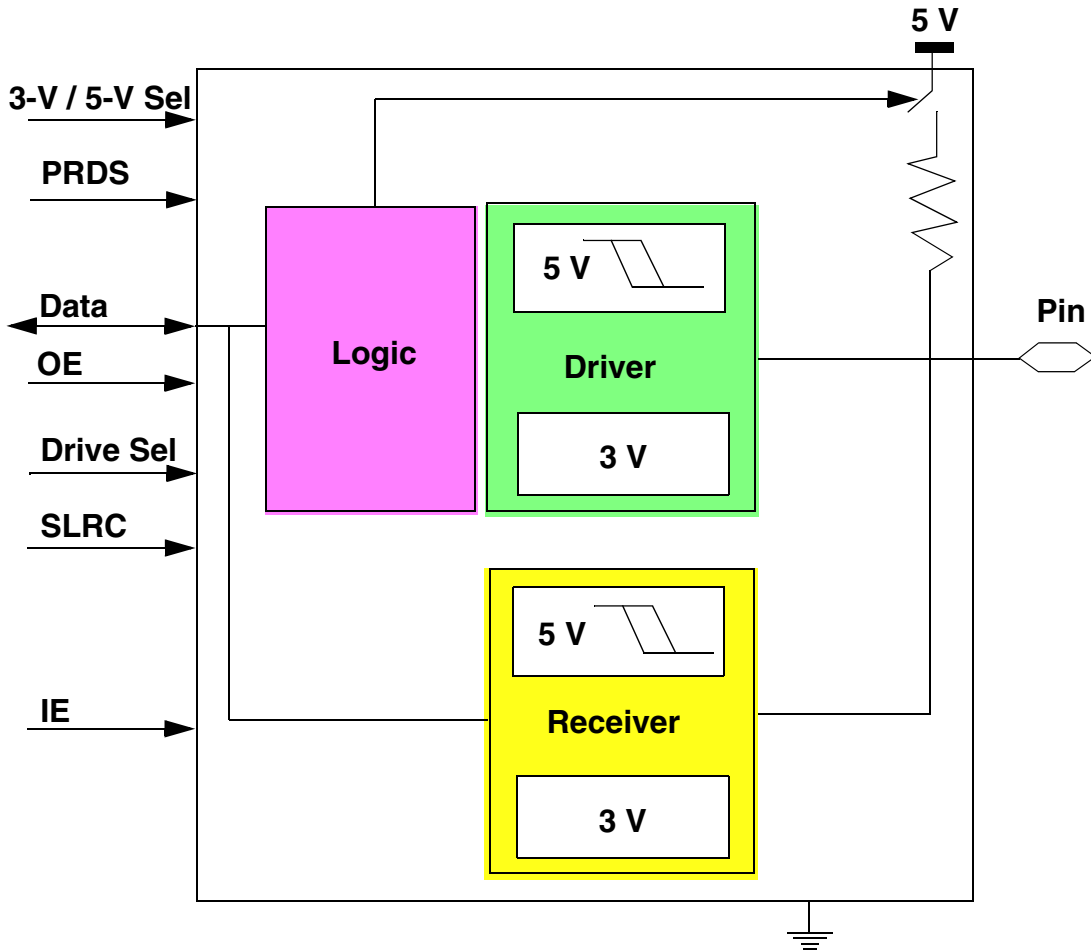 5 V
3-V / 5-V Sel
PRDS
Data
OE
Drive Sel
SLRC
IE
Logic
5 V
Driver
3 V
Pin
5 V
Receiver
3 V